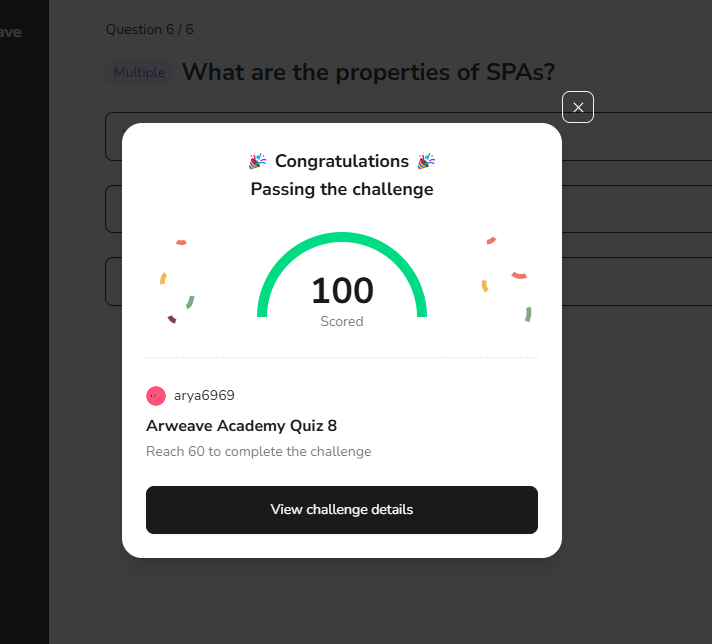 ave
Question 6 / 6
Multiple What are the properties of SPAs?
🎉 Congratulations 🎉
Passing the challenge
100
Scored
arya6969
Arweave Academy Quiz 8
Reach 60 to complete the challenge
View challenge details